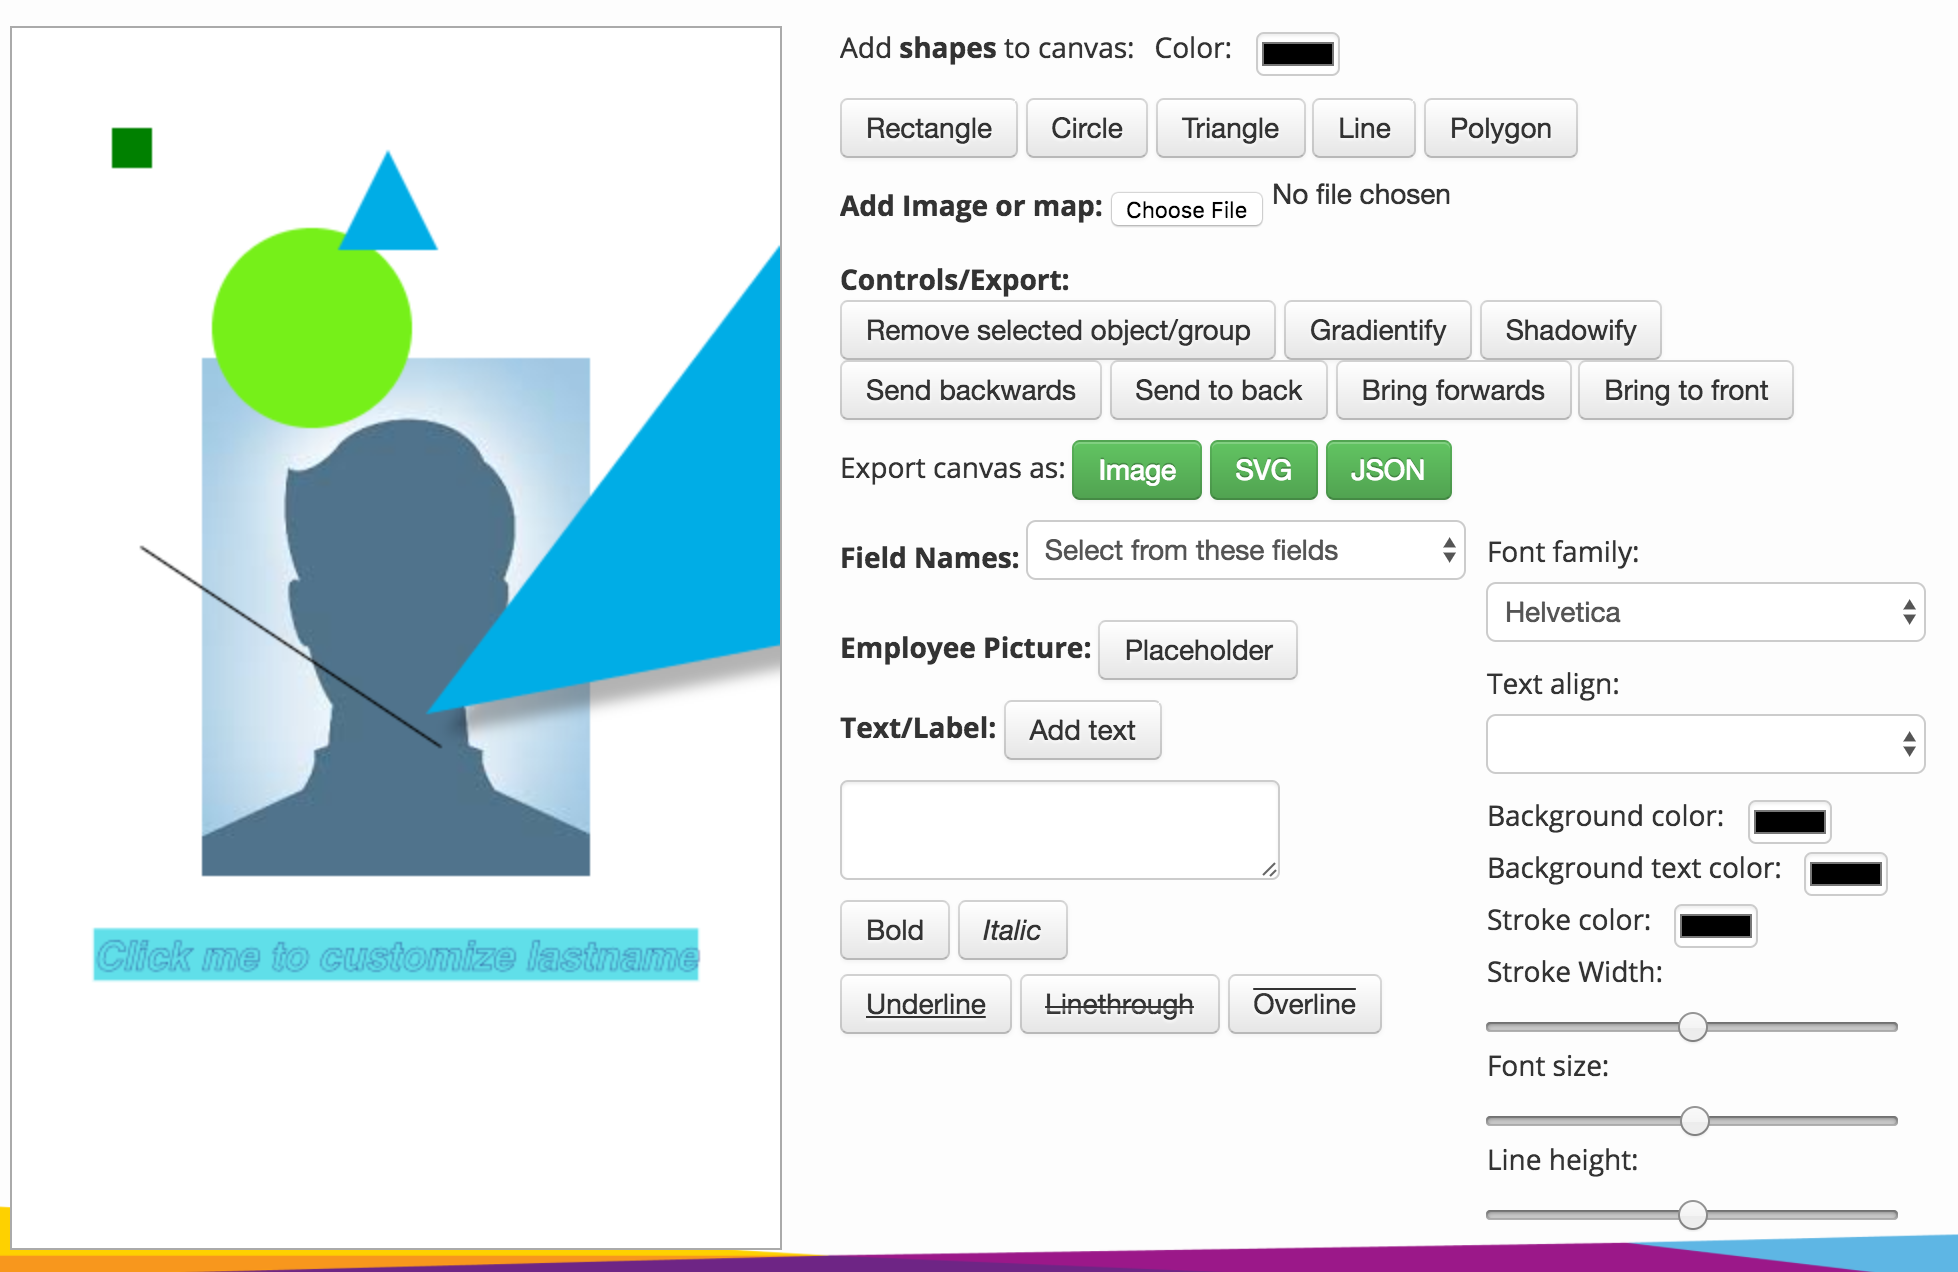 Add shapes to canvas: Color:
Rectangle Circle Triangle Line Polygon
Add Image or map: Choose File No file chosen
Controls/Export:
Remove selected object/group Gradientify Shadowify
Send backwards Send to back Bring forwards Bring to front
Export canvas as: Image SVG JSON
Field Names: Select from these fields
Employee Picture: Placeholder
Text/Label: Add text
Bold Italic
Underline Linethrough Overline
Font family:
Helvetica
Text align:
Background color:
Background text color:
Stroke color:
Stroke Width:
Font size:
Line height:
Click me to customize lastname